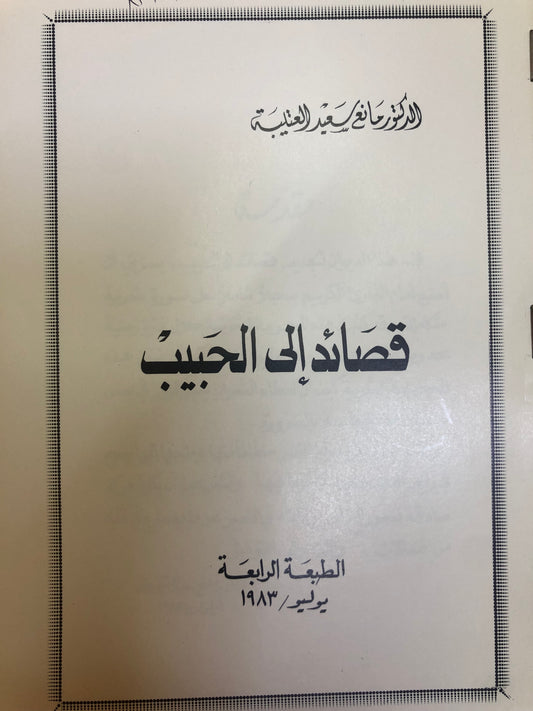 الدكتور مانع سعيد العتيبة
قصائد إلى الحبيب
الطبعة الرابعة
يوليو/ ١٩٨٣